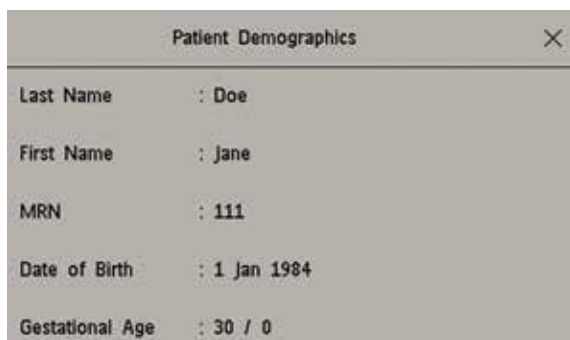 Patient Demographics
Last Name : Doe
First Name : Jane
MRN : 111
Date of Birth : 1 Jan 1984
Gestational Age : 30 / 0